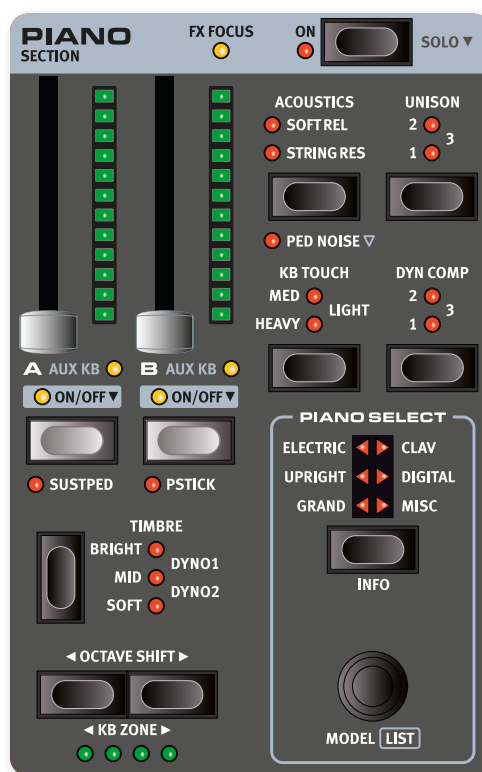 PIANO
SECTION
FX FOCUS
ON
SOLO ▼
ACOUSTICS
SOFT REL
STRING RES
PED NOISE ▽
UNISON
2
3
1
KB TOUCH
MED
LIGHT
HEAVY
DYN COMP
2
3
1
A AUX KB
B AUX KB
ON/OFF▼
ON/OFF▼
SUSTPED
PSTICK
TIMBRE
BRIGHT
DYNO1
MID
DYNO2
SOFT
◄ OCTAVE SHIFT ►
◄ KB ZONE ►
PIANO SELECT
ELECTRIC
CLAV
UPRIGHT
DIGITAL
GRAND
MISC
INFO
MODEL LIST